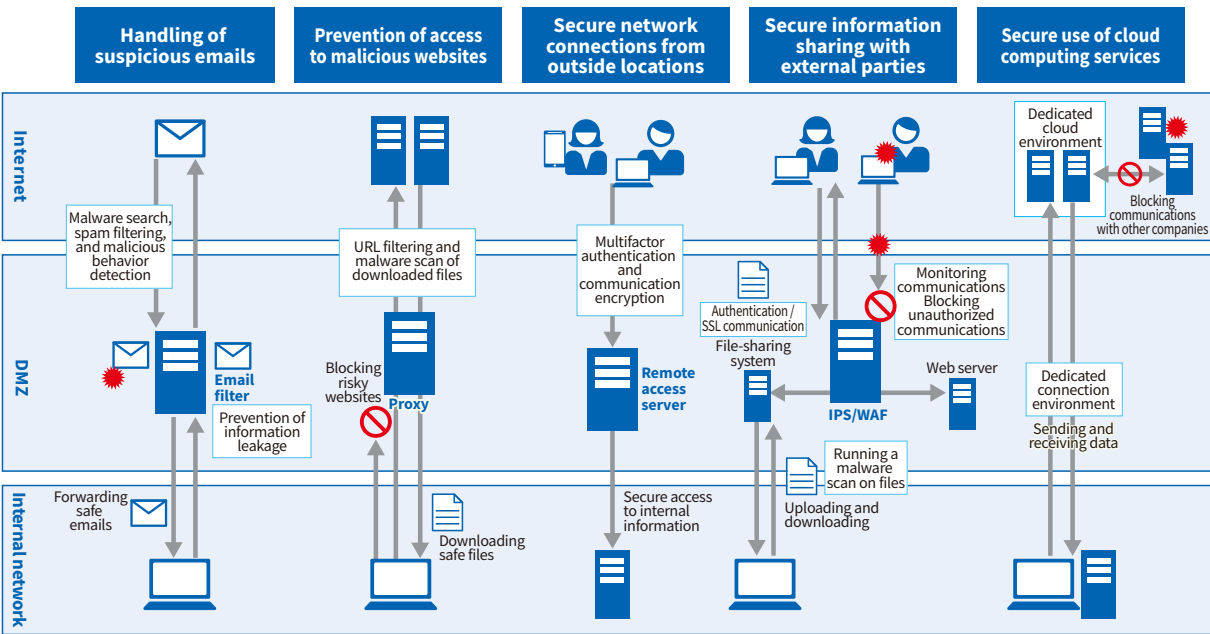 Handling of
suspicious emails
Prevention of access
to malicious websites
Secure network
connections from
outside locations
Secure information
sharing with
external parties
Secure use of cloud
computing services
Internet
Malware search,
spam filtering,
and malicious
behavior
detection
URL filtering and
malware scan of
downloaded files
Multifactor
authentication
and
communication
encryption
Dedicated
cloud
environment
Blocking
communications
with other companies
DMZ
Email
filter
Prevention of
information
leakage
Blocking
risky
websites
Proxy
Remote
access
server
Authentication /
SSL communication
File-sharing
system
Monitoring
communications
Blocking
unauthorized
communications
IPS/WAF
Web server
Running a
malware
scan on files
Dedicated
connection
environment
Sending and
receiving data
Internal network
Forwarding
safe
emails
Downloading
safe files
Secure access
to internal
information
Uploading and
downloading